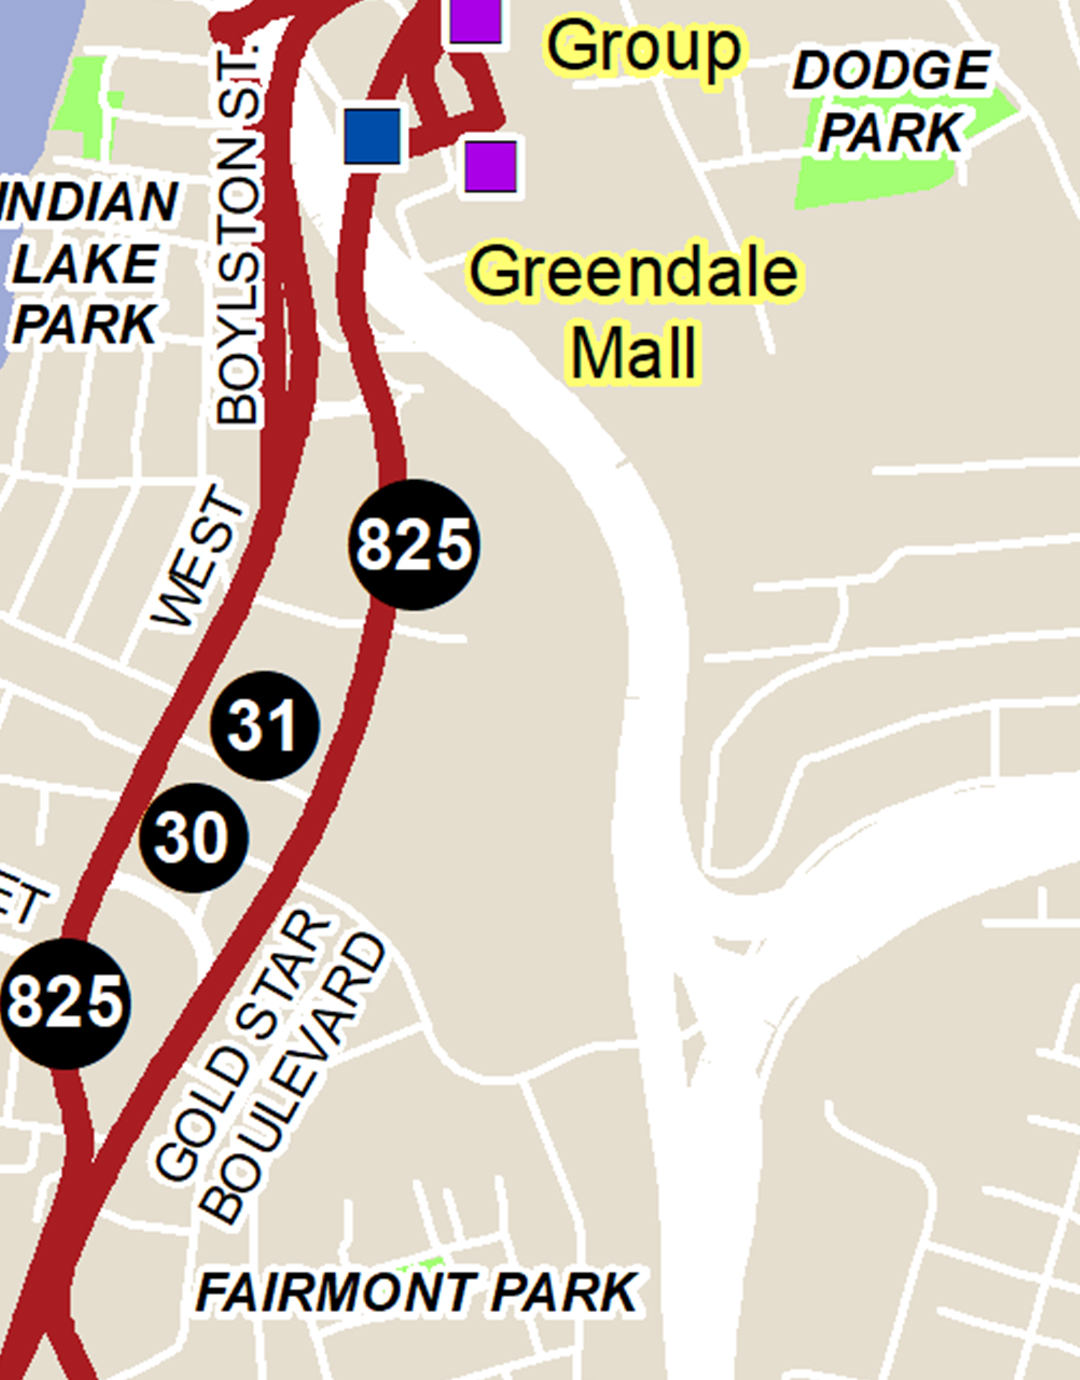 Group
DODGE
PARK
BOYLSTON ST.
INDIAN
LAKE
PARK
Greendale
Mall
WEST
825
31
30
ET
825
GOLD STAR
BOULEVARD
FAIRMONT PARK